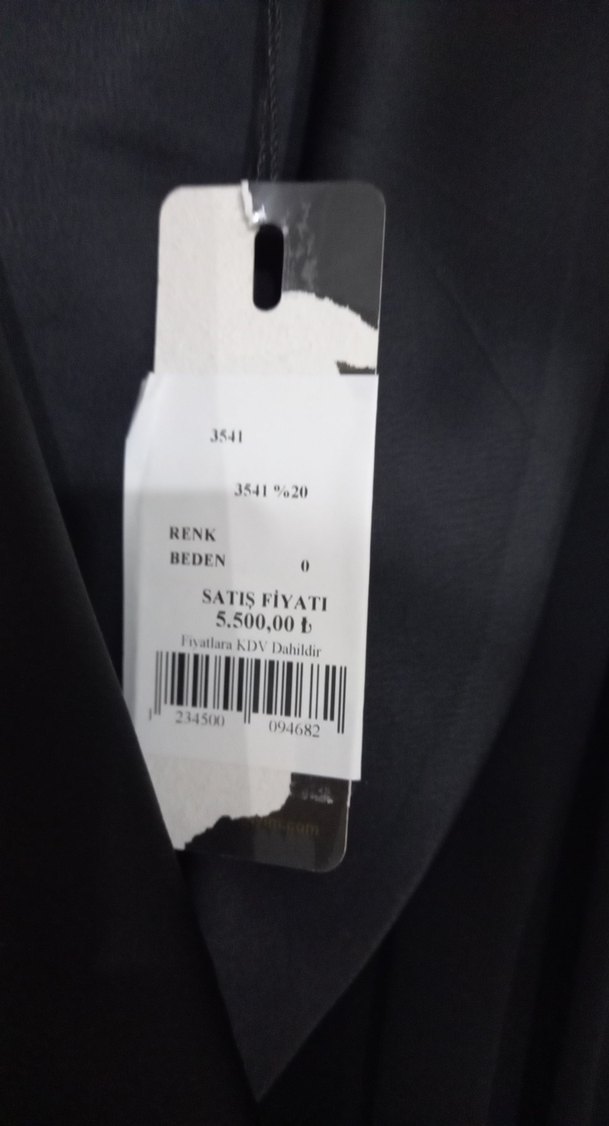 3541
3541 %20
RENK
BEDEN 0
SATIŞ FİYATI
5.500,00 ₺
Fiyatlara KDV Dahildir
1 234500 094682